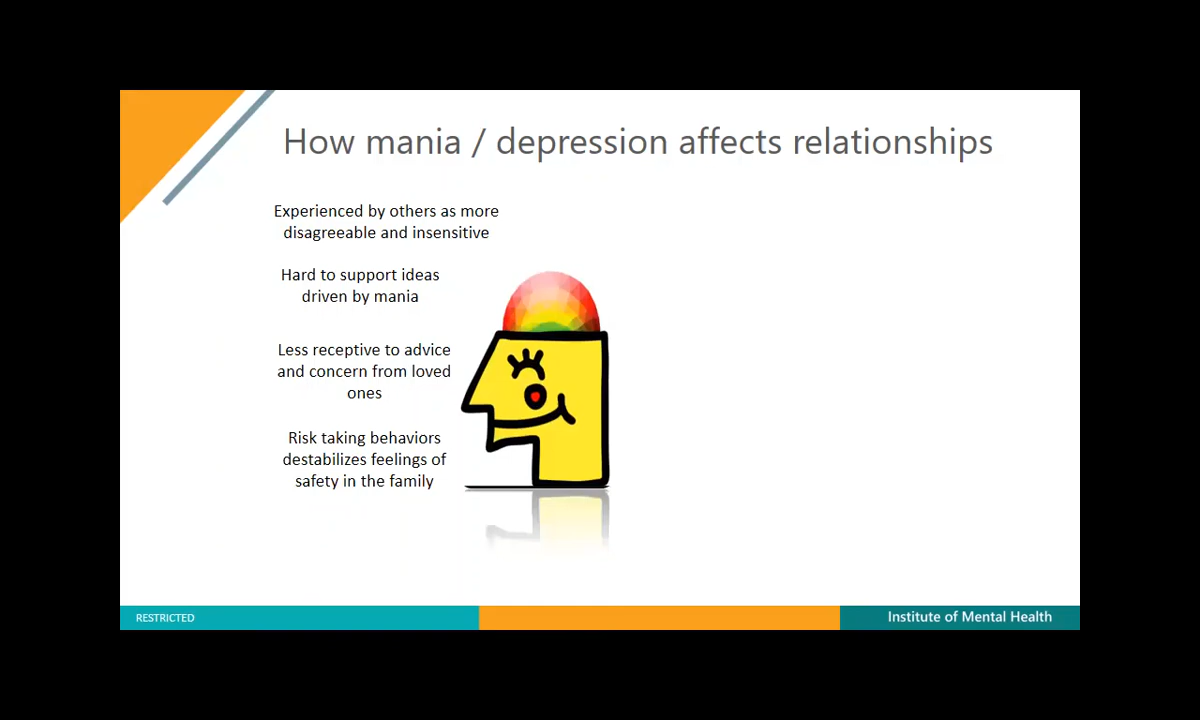 How mania / depression affects relationships
Experienced by others as more
disagreeable and insensitive
Hard to support ideas
driven by mania
Less receptive to advice
and concern from loved
ones
Risk taking behaviors
destabilizes feelings of
safety in the family
RESTRICTED
Institute of Mental Health